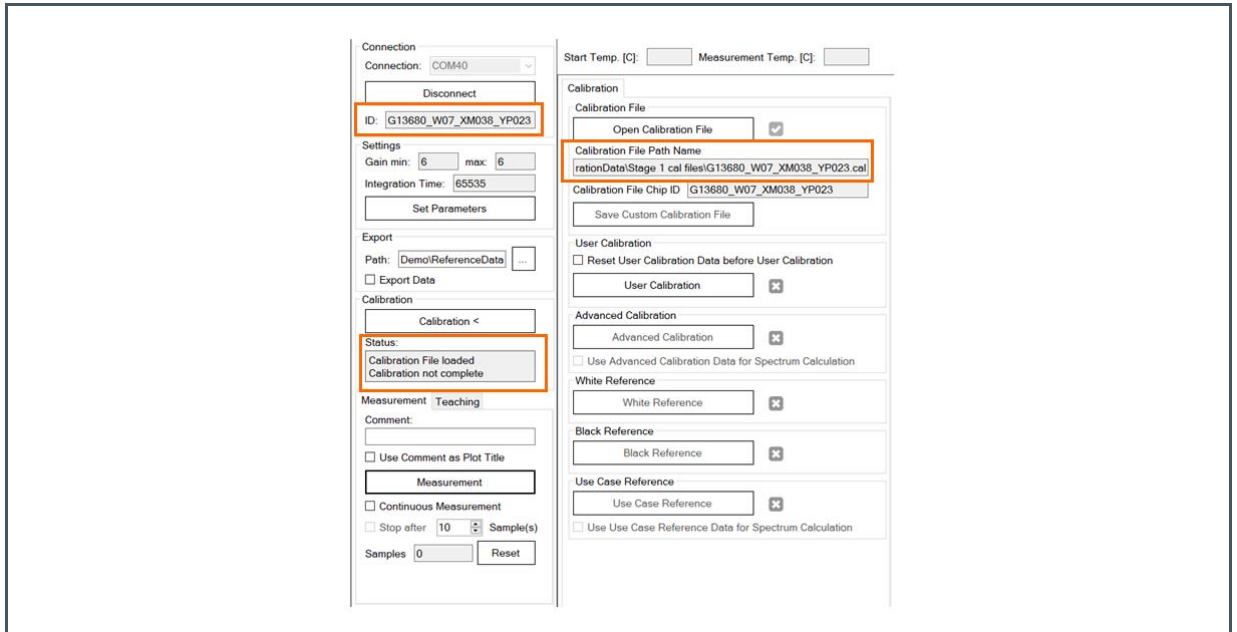 Connection
Connection: COM40
Disconnect
ID: G13680_W07_XM038_YP023
Settings
Gain min: 6 max: 6
Integration Time: 65535
Set Parameters
Export
Path: Demo\ReferenceData ...
Export Data
Calibration
Calibration <
Status:
Calibration File loaded
Calibration not complete
Measurement Teaching
Comment:
Use Comment as Plot Title
Measurement
Continuous Measurement
Stop after 10 Sample(s)
Samples 0 Reset
Start Temp. [C]: Measurement Temp. [C]:
Calibration
Calibration File
Open Calibration File
Calibration File Path Name
rationData\Stage 1 cal files\G13680_W07_XM038_YP023.cal
Calibration File Chip ID G13680_W07_XM038_YP023
Save Custom Calibration File
User Calibration
Reset User Calibration Data before User Calibration
User Calibration
Advanced Calibration
Advanced Calibration
Use Advanced Calibration Data for Spectrum Calculation
White Reference
White Reference
Black Reference
Black Reference
Use Case Reference
Use Case Reference
Use Use Case Reference Data for Spectrum Calculation